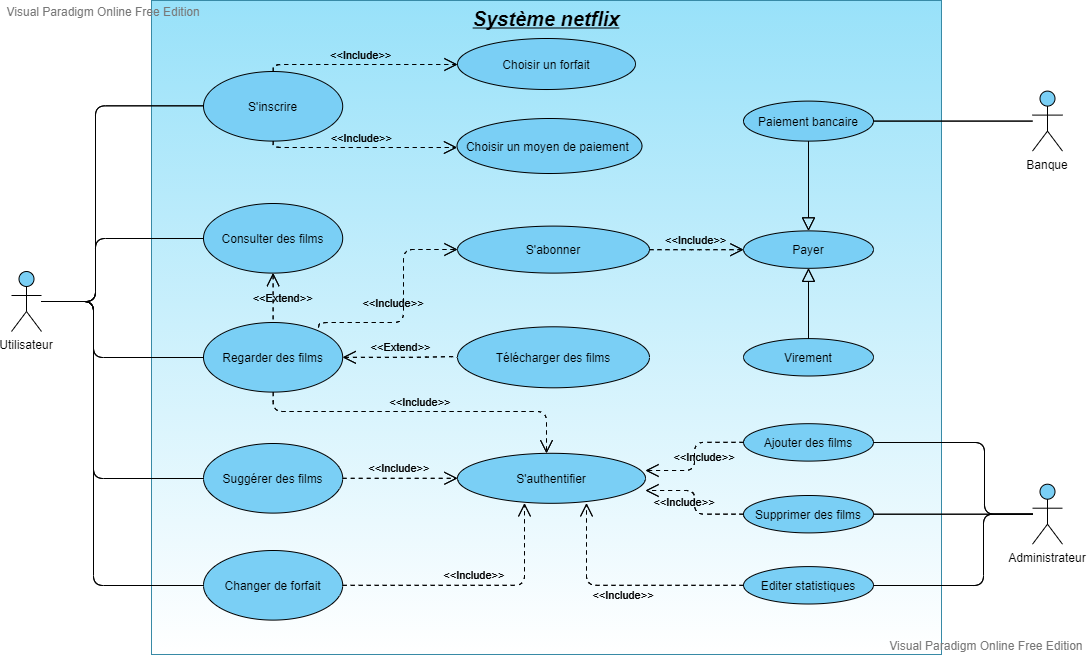 Visual Paradigm Online Free Edition
Système netflix
<<Include>>
Choisir un forfait
S'inscrire
Paiement bancaire
<<Include>>
Choisir un moyen de paiement
Banque
Consulter des films
<<Include>>
S'abonner
Payer
<<Extend>>
<<Include>>
Utilisateur
<<Extend>>
Regarder des films
Télécharger des films
Virement
<<Include>>
Ajouter des films
<<Include>>
<<Include>>
Suggérer des films
S'authentifier
<<Include>>
Supprimer des films
Administrateur
<<Include>>
Changer de forfait
Editer statistiques
<<Include>>
Visual Paradigm Online Free Edition